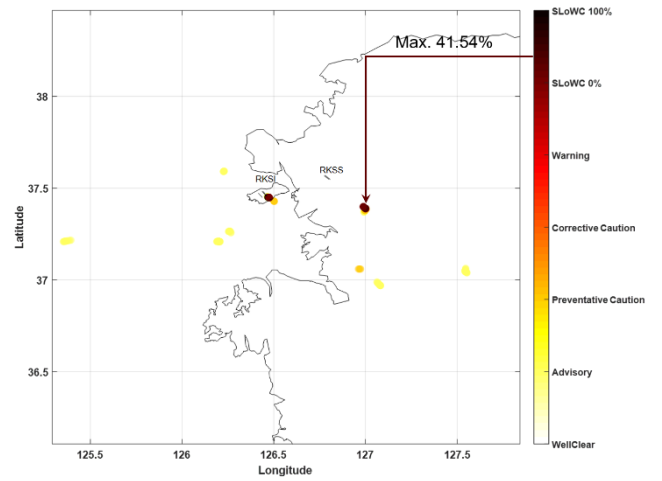 SLoWC 100%
Max. 41.54%
38
SLoWC 0%
Warning
RKSI
RKSS
37.5
Latitude
Corrective Caution
37
Preventative Caution
36.5
Advisory
WellClear
125.5
126
126.5
127
127.5
Longitude